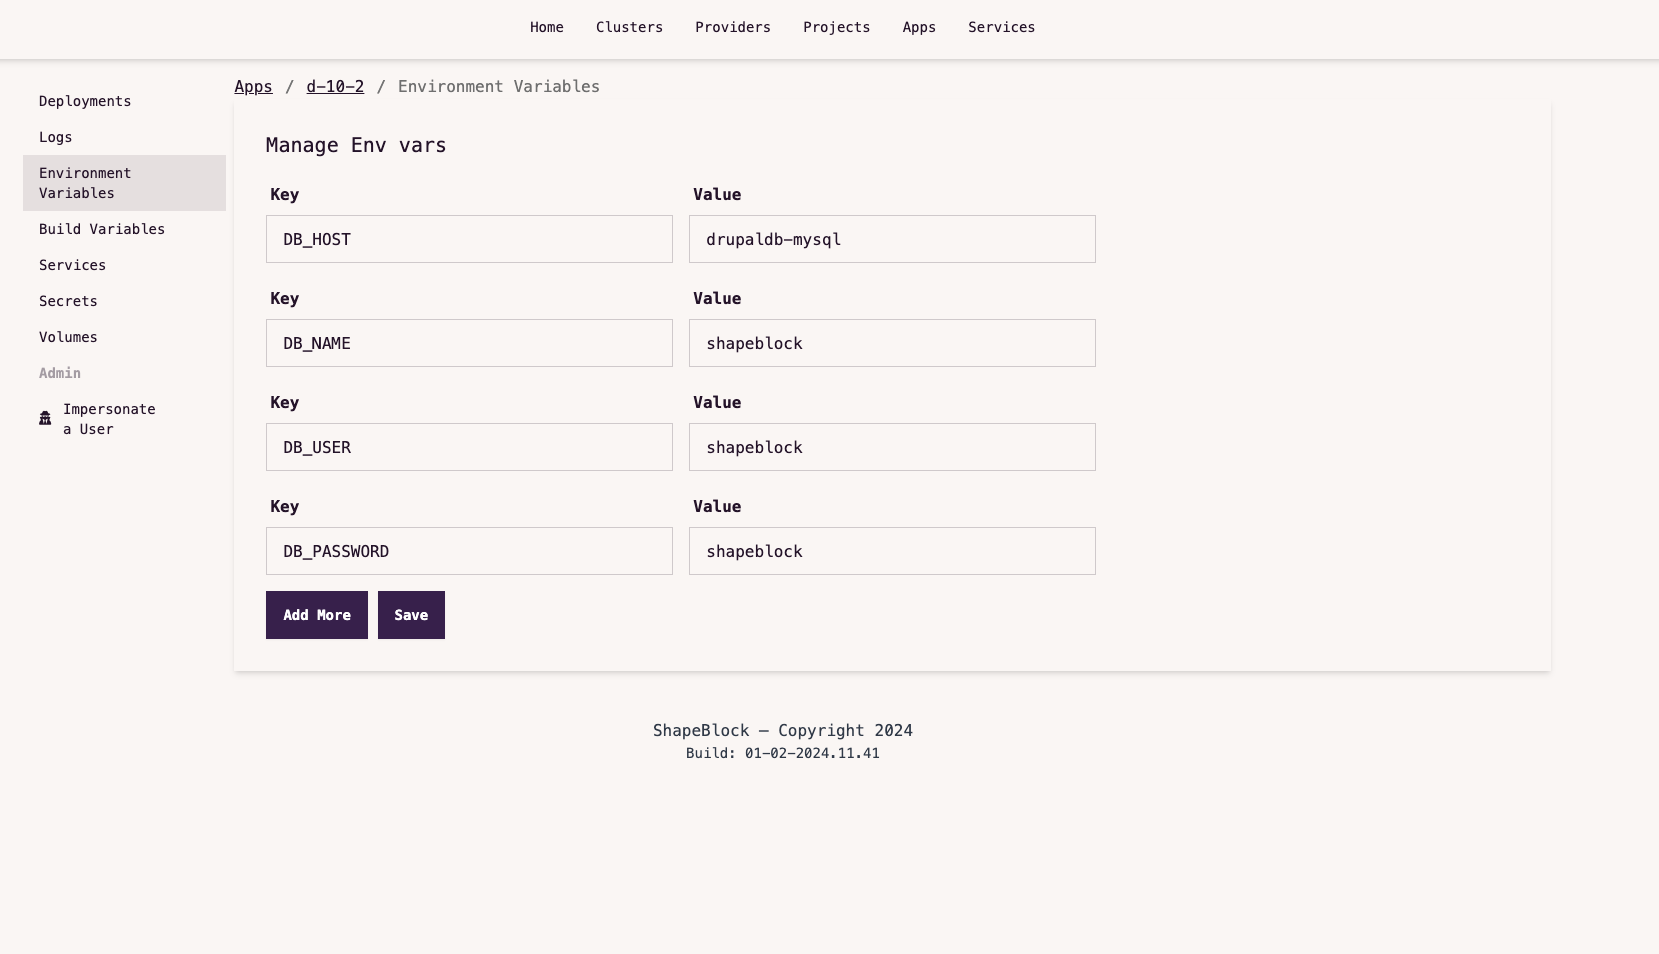 Home Clusters Providers Projects Apps Services
Apps / d-10-2 / Environment Variables
Deployments
Logs
Environment
Variables
Build Variables
Services
Secrets
Volumes
Admin
Impersonate
a User
Manage Env vars
Key Value
DB_HOST drupaldb-mysql
Key Value
DB_NAME shapeblock
Key Value
DB_USER shapeblock
Key Value
DB_PASSWORD shapeblock
Add More Save
ShapeBlock — Copyright 2024
Build: 01-02-2024.11.41